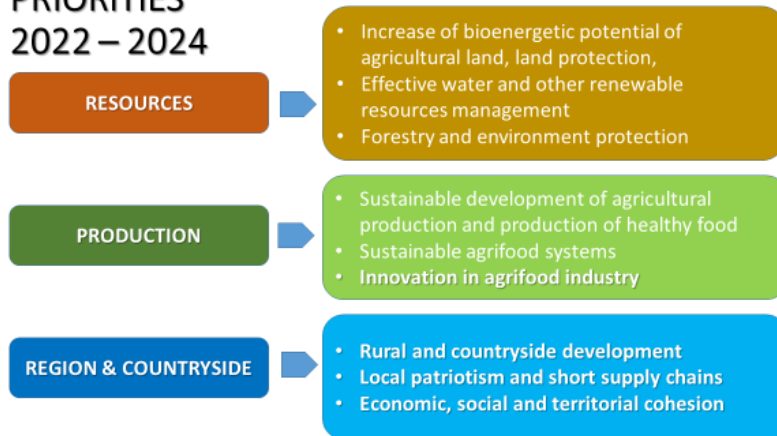 PRIORITIES
2022 – 2024
RESOURCES
• Increase of bioenergetic potential of
agricultural land, land protection,
• Effective water and other renewable
resources management
• Forestry and environment protection
PRODUCTION
• Sustainable development of agricultural
production and production of healthy food
• Sustainable agrifood systems
• Innovation in agrifood industry
REGION & COUNTRYSIDE
• Rural and countryside development
• Local patriotism and short supply chains
• Economic, social and territorial cohesion